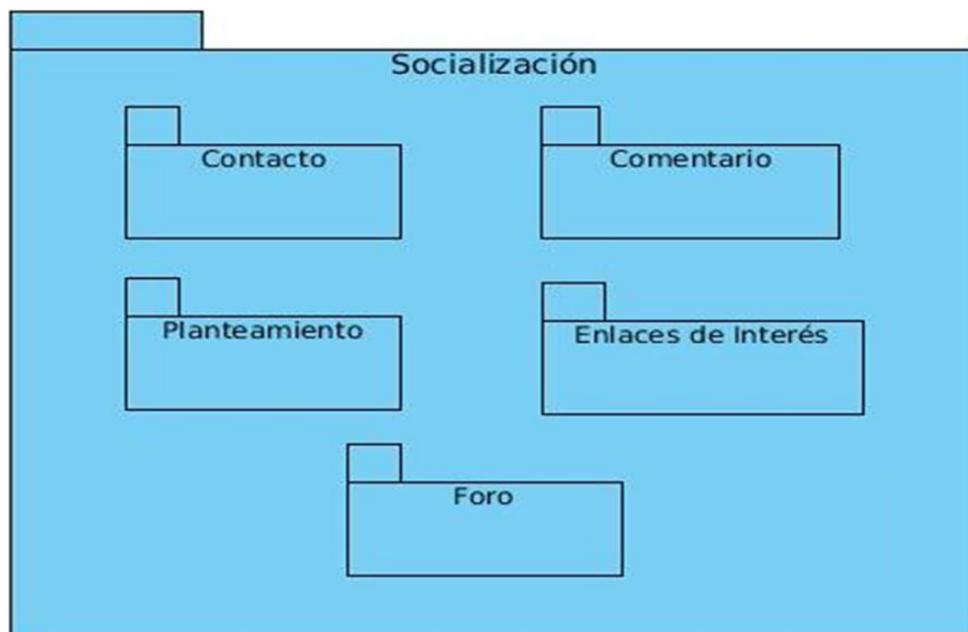 Socialización
Contacto
Comentario
Planteamiento
Enlaces de Interés
Foro